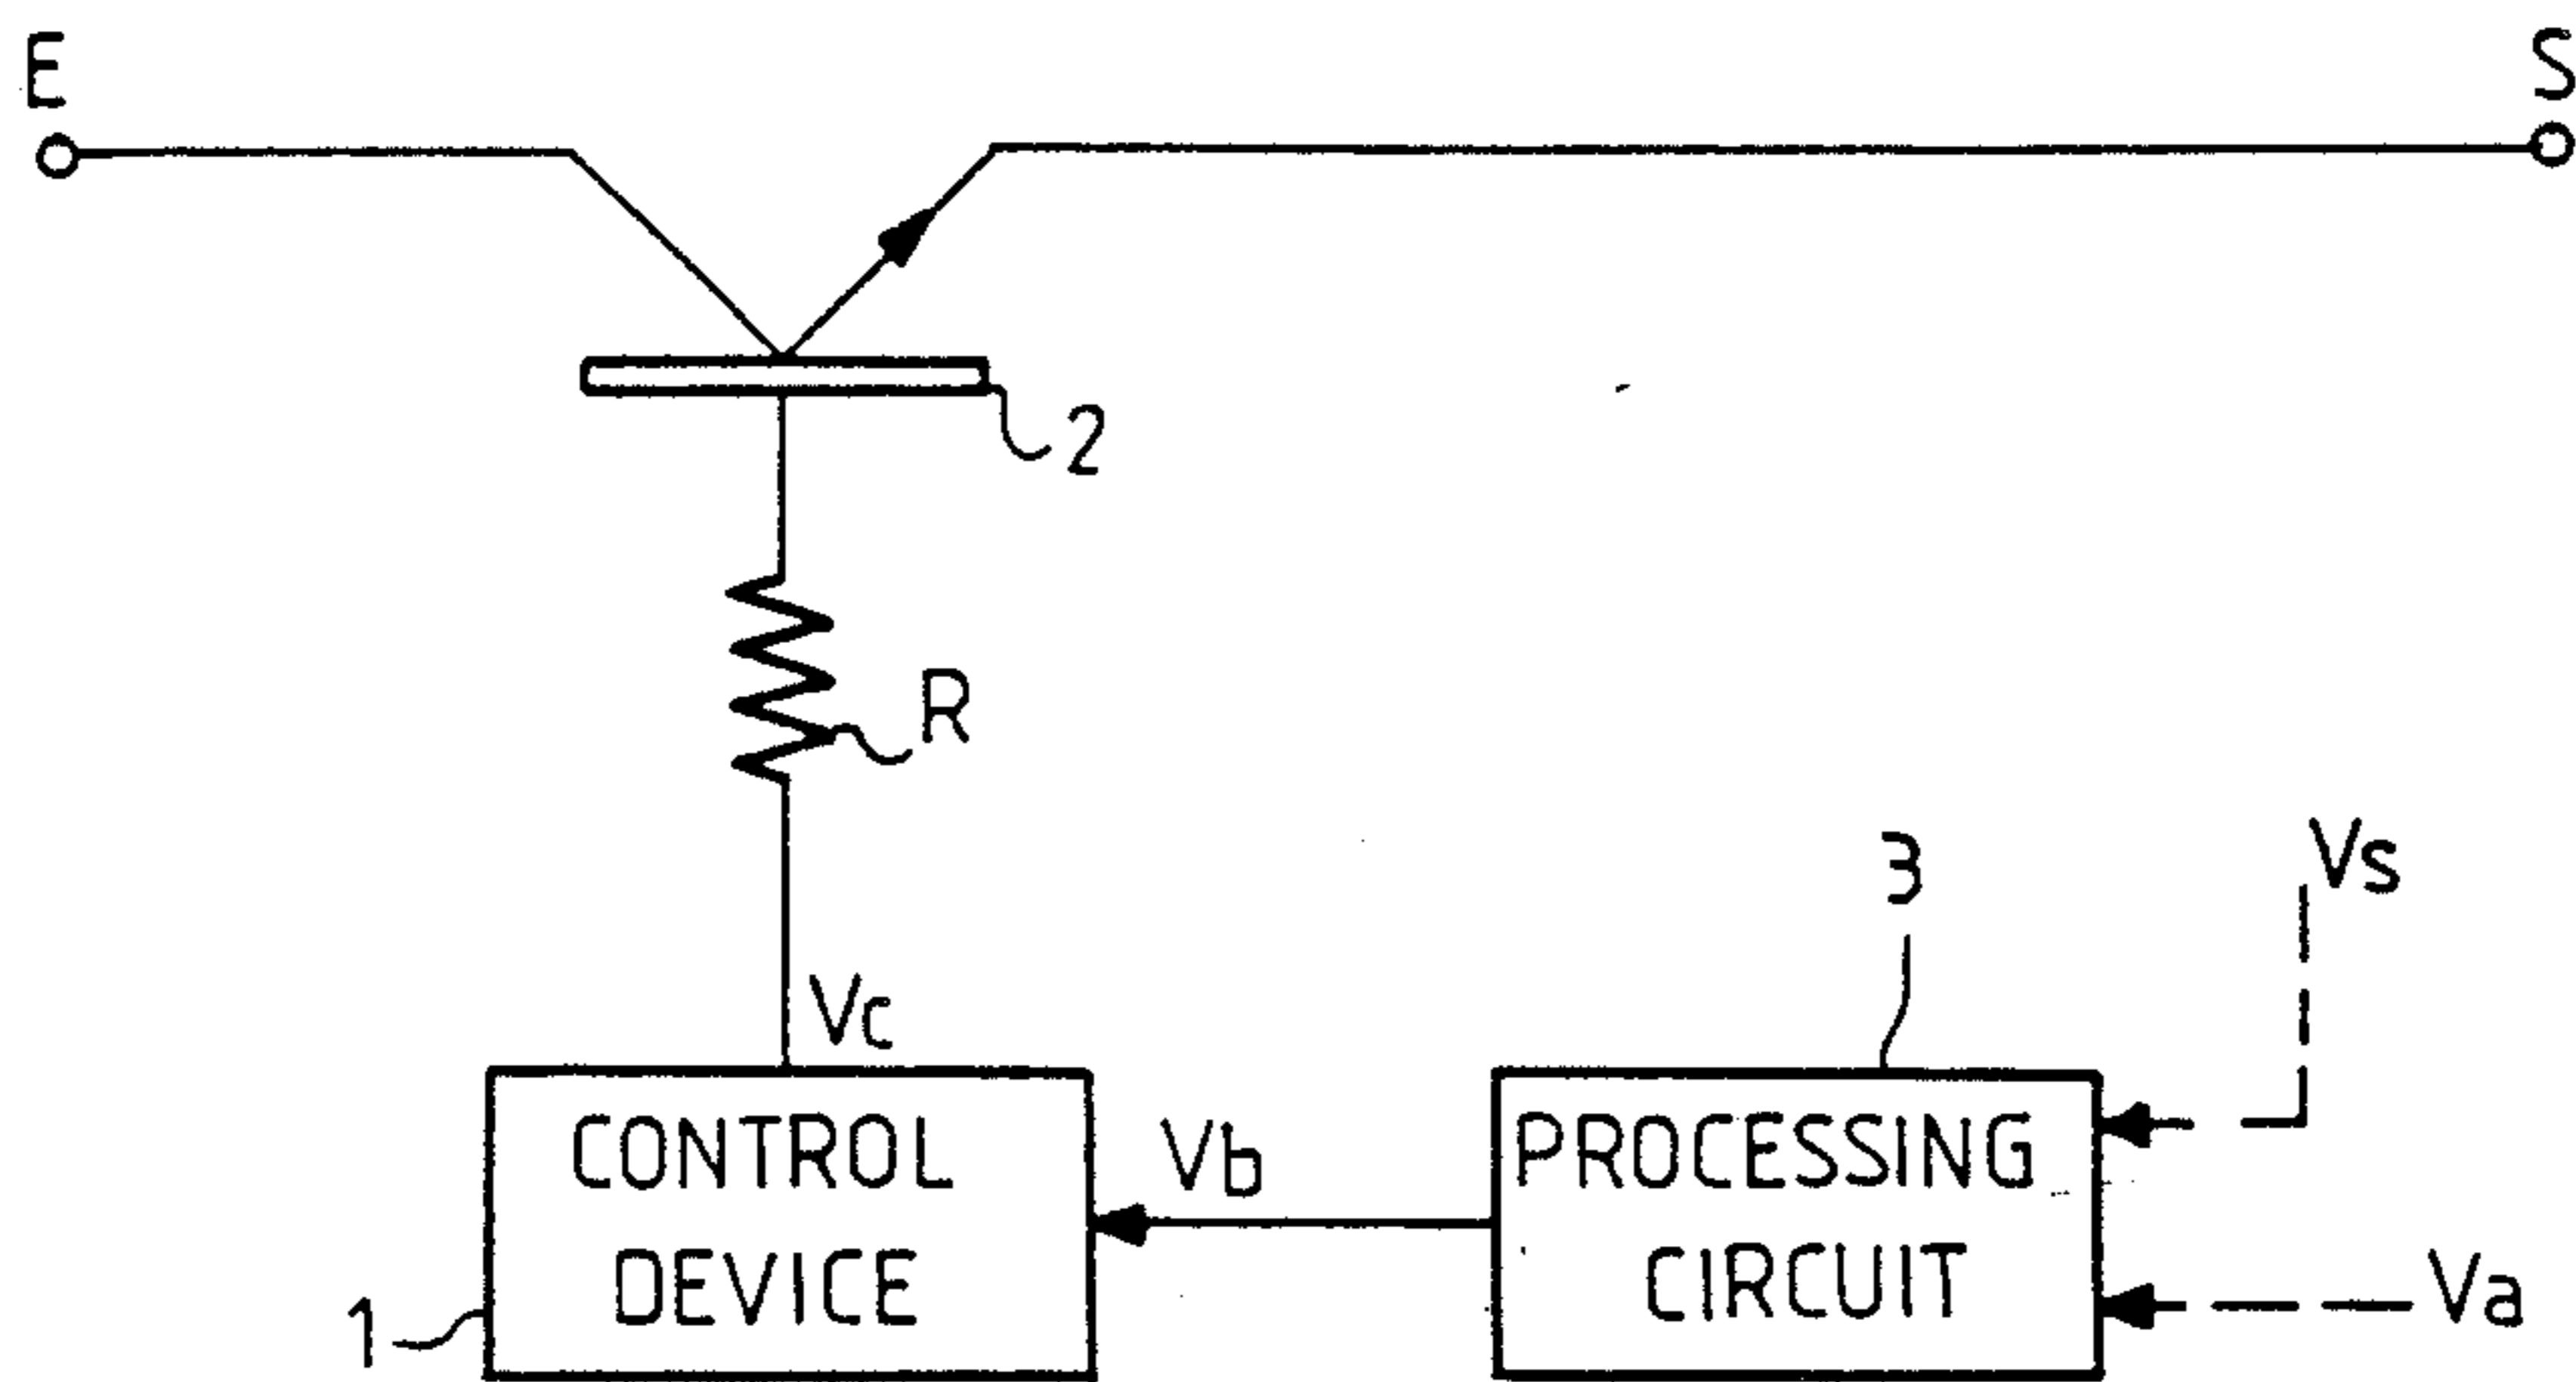 E
S
2
R
Vs
3
Vc
CONTROL
DEVICE
Vb
PROCESSING
CIRCUIT
1
Va